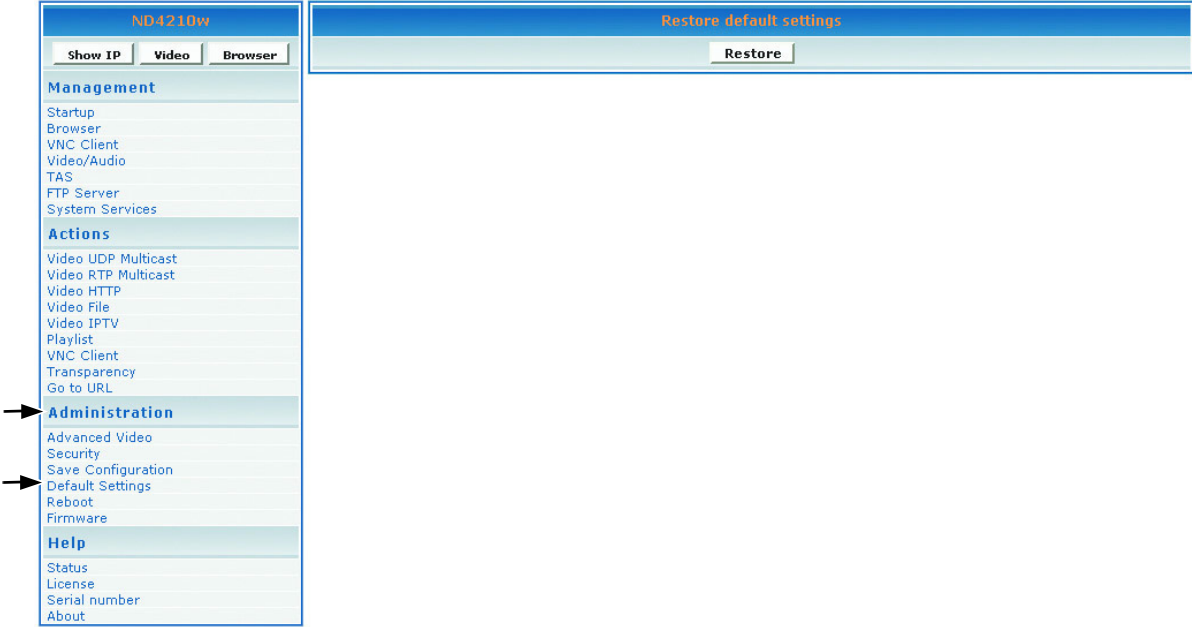 ND4210w
Show IP Video Browser
Management
Startup
Browser
VNC Client
Video/Audio
TAS
FTP Server
System Services
Actions
Video UDP Multicast
Video RTP Multicast
Video HTTP
Video File
Video IPTV
Playlist
VNC Client
Transparency
Go to URL
Administration
Advanced Video
Security
Save Configuration
Default Settings
Reboot
Firmware
Help
Status
License
Serial number
About
Restore default settings
Restore